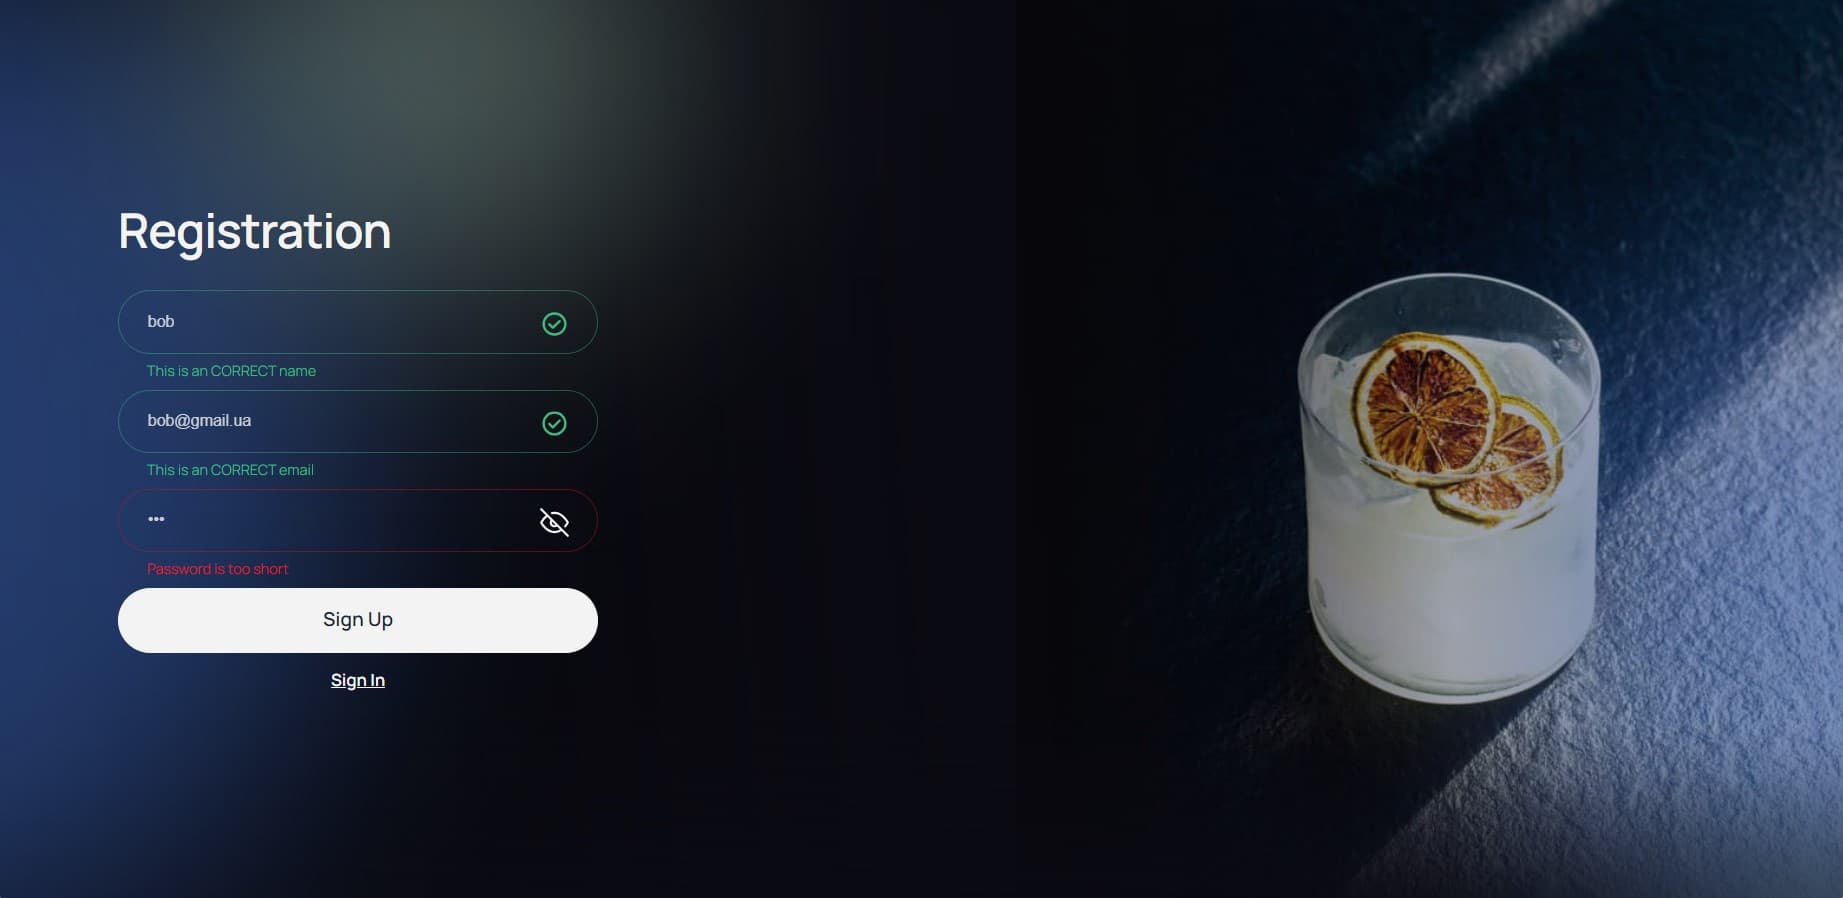 Registration
bob
This is an CORRECT name
bob@gmail.ua
This is an CORRECT email
•••
Password is too short
Sign Up
Sign In